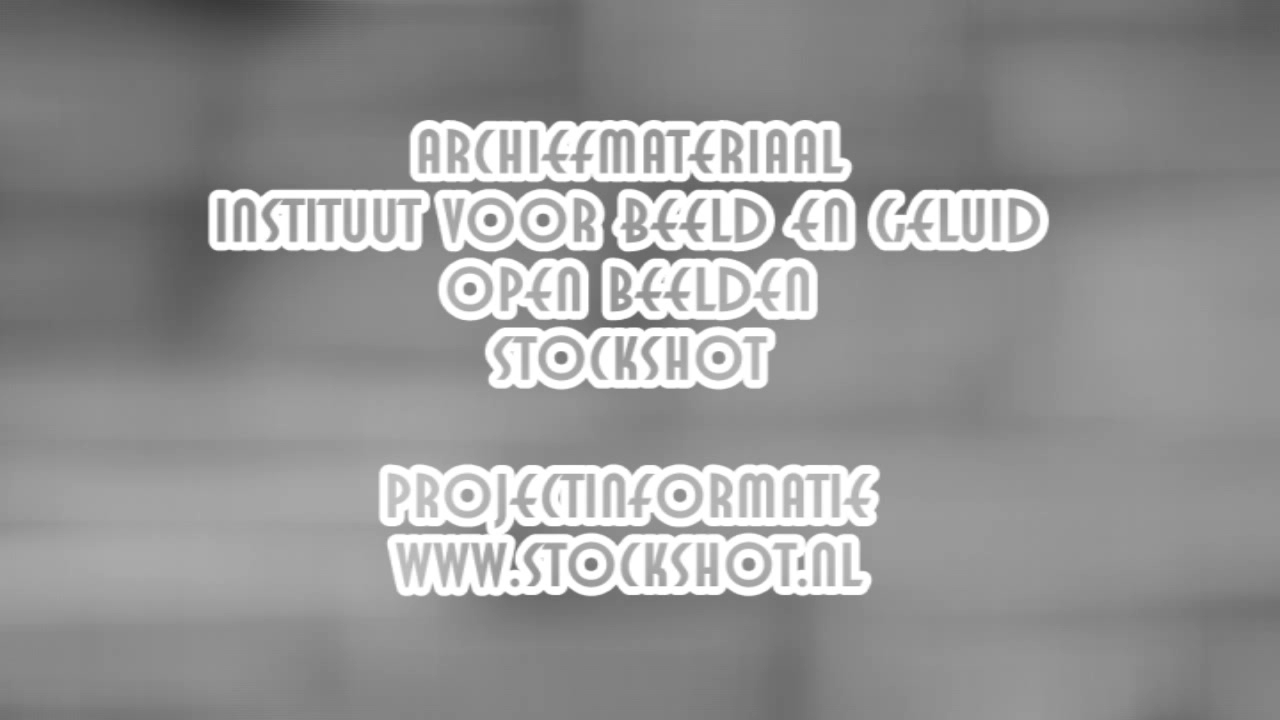 ARCHIEFMATERIAAL
INSTITUUT VOOR BEELD EN GELUID
OPEN BEELDEN
STOCKSHOT
PROJECTINFORMATIE
WWW.STOCKSHOT.NL